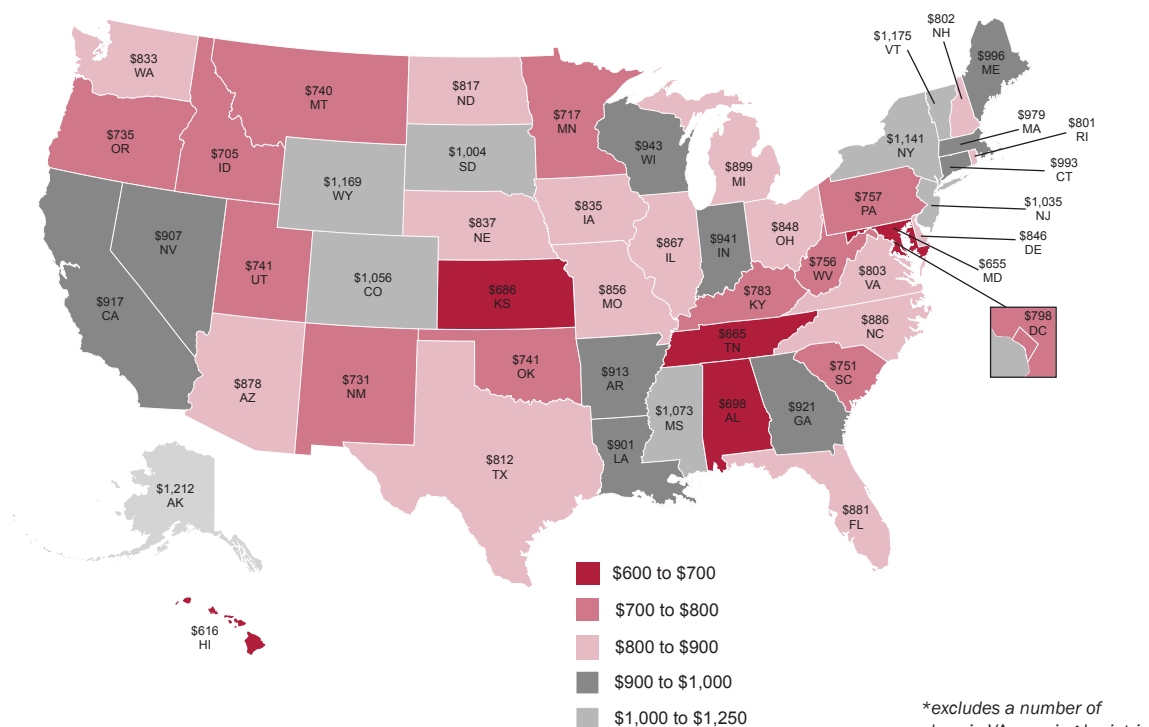 $802
NH
$1,175
VT
$996
ME
$833
WA
$740
MT
$817
ND
$717
MN
$979
MA
$801
RI
$735
OR
$705
ID
$1,004
SD
$943
WI
$1,141
NY
$899
MI
$993
CT
$1,169
WY
$757
PA
$1,035
NJ
$835
IA
$837
NE
$848
OH
$907
NV
$741
UT
$867
IL
$941
IN
$846
DE
$756
WV
$655
MD
$1,056
CO
$686
KS
$856
MO
$803
VA
$783
KY
$917
CA
$886
NC
$798
DC
$665
TN
$878
AZ
$731
NM
$741
OK
$913
AR
$751
SC
$1,073
MS
$698
AL
$921
GA
$901
LA
$812
TX
$1,212
AK
$881
FL
$616
HI
$600 to $700
$700 to $800
$800 to $900
$900 to $1,000
$1,000 to $1,250
*excludes a number of